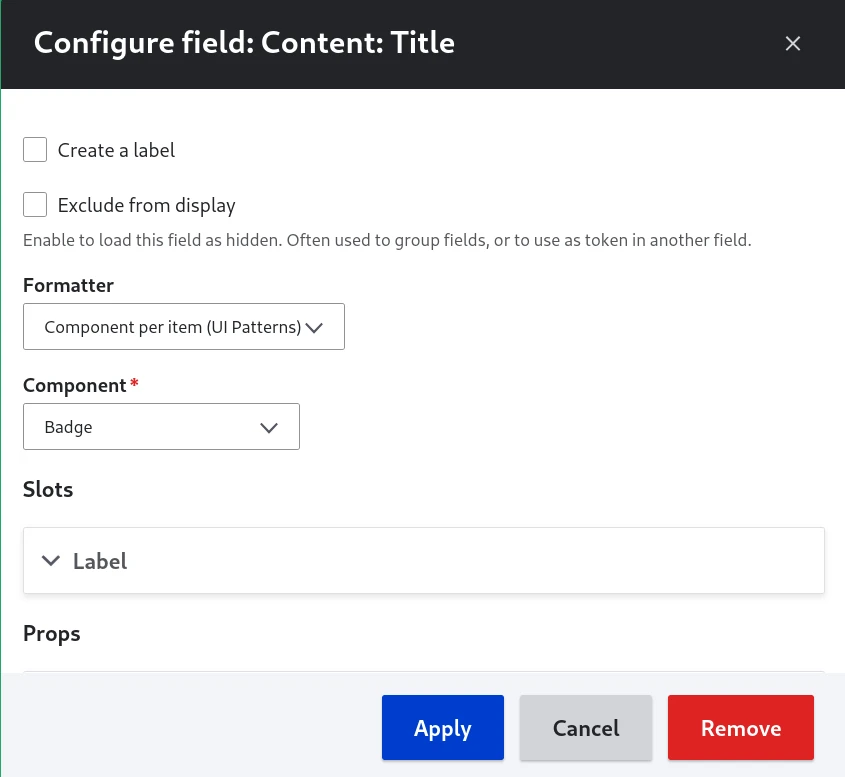 Configure field: Content: Title
Create a label
Exclude from display
Enable to load this field as hidden. Often used to group fields, or to use as token in another field.
Formatter
Component per item (UI Patterns)
Component *
Badge
Slots
Label
Props
Apply Cancel Remove